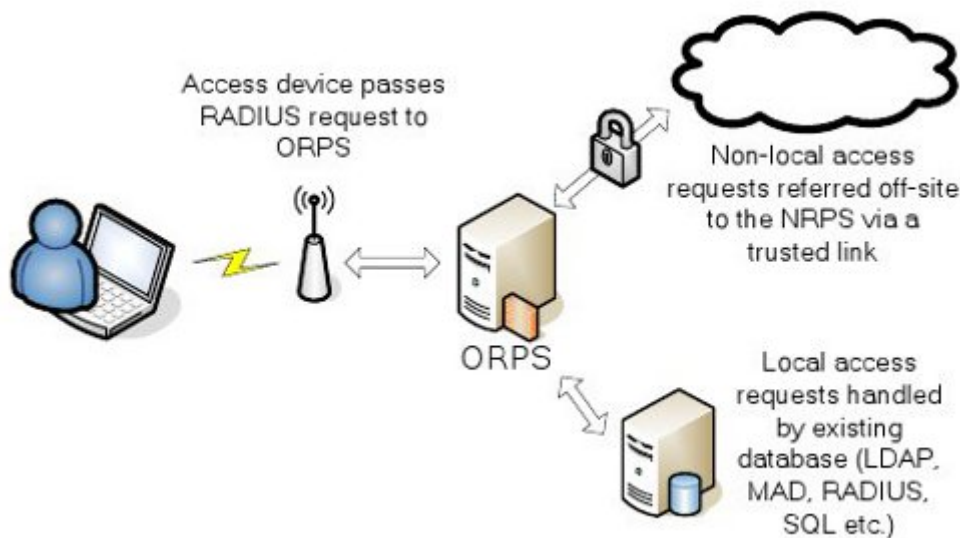 Access device passes
RADIUS request to
ORPS
Non-local access
requests referred off-site
to the NRPS via a
trusted link
ORPS
Local access
requests handled
by existing
database (LDAP,
MAD, RADIUS,
SQL etc.)